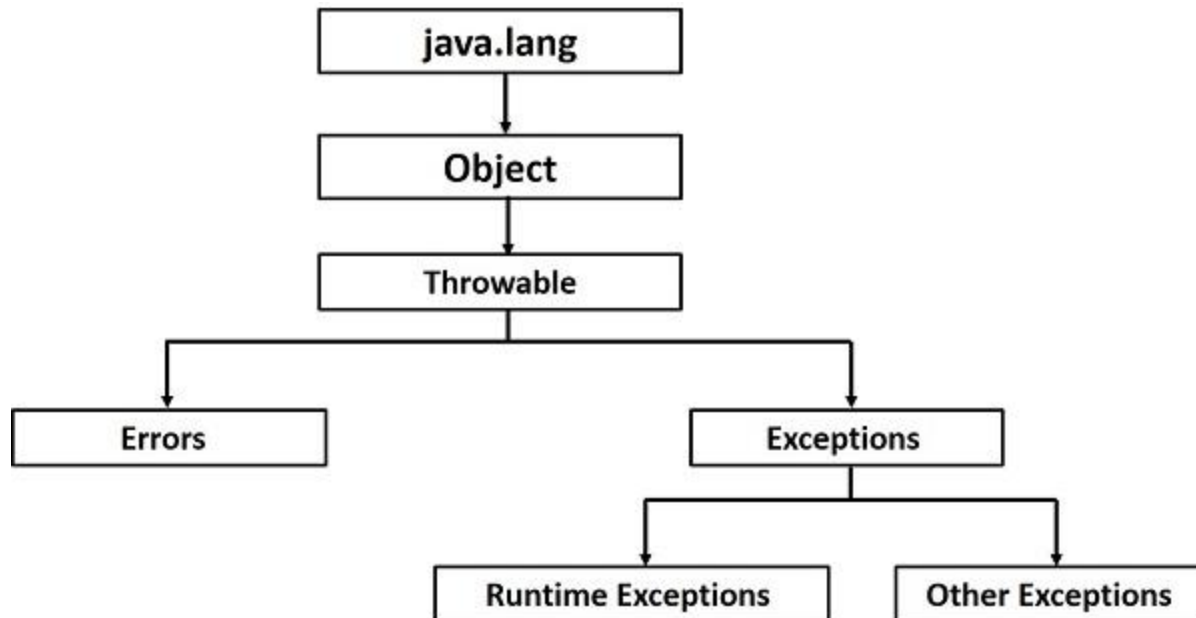 java.lang
Object
Throwable
Errors
Exceptions
Runtime Exceptions
Other Exceptions